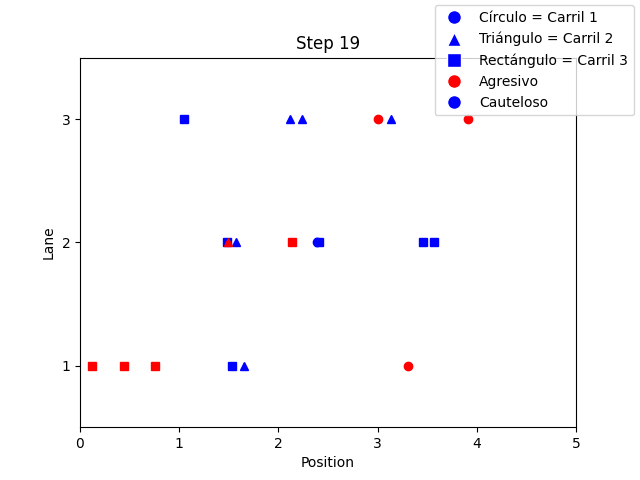 Step 19
Círculo = Carril 1
Triángulo = Carril 2
Rectángulo = Carril 3
Agresivo
Cauteloso
Lane
3
2
1
0 1 2 3 4 5
Position